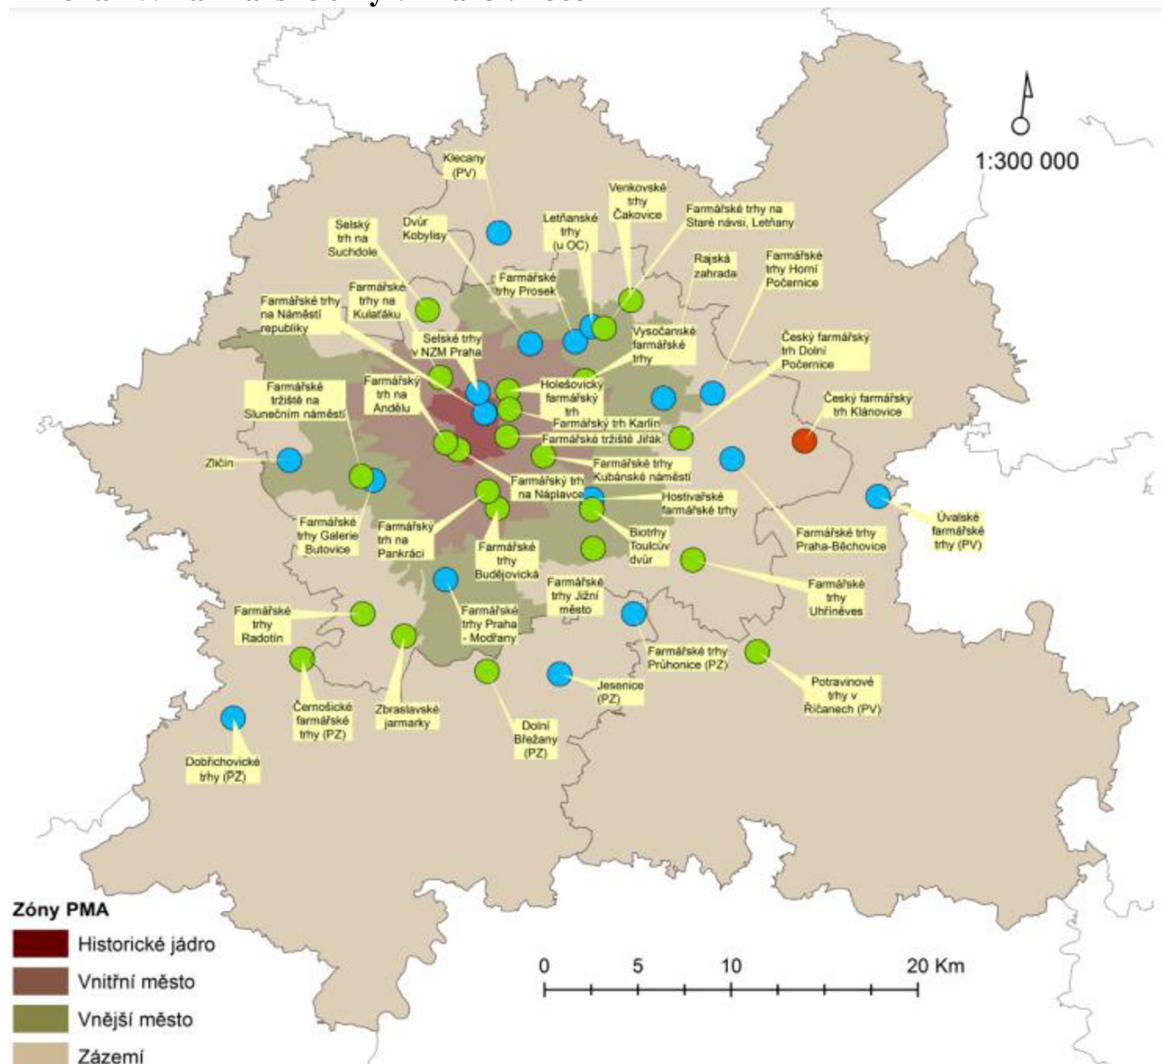 1:300 000
Klecany
(PV)
Venkovské
trhy
Čakovice
Farmářské trhy na
Staré návsi, Letňany
Letňanské
trhy
(u OC)
Dvůr
Kobylisy
Selský
trh na
Suchdole
Rajská
zahrada
Farmářské
trhy Horní
Počernice
Farmářské
trhy Prosek
Farmářské
trhy na
Kulaťáku
Farmářské trhy
na Náměstí
republiky
Selské trhy
v NZM Praha
Vysočanské
farmářské
trhy
Český farmářský
trh Dolní
Počernice
Farmářský
trh na
Andělu
Holešovický
farmářský
trh
Farmářské
tržiště na
Slunečním náměstí
Český farmářský
trh Klánovice
Farmářský trh Karlín
Farmářské tržiště Jiřák
Zličín
Farmářské trhy
Kubánské náměstí
Farmářský trh
na Náplavce
Hostivařské
farmářské trhy
Farmářské
trhy Galerie
Butovice
Farmářský
trh na
Pankráci
Farmářské
trhy
Budějovická
Biotrhy
Toulcův
dvůr
Farmářské trhy
Praha-Běchovice
Úvalské
farmářské
trhy (PV)
Farmářské
trhy Jižní
město
Farmářské
trhy
Uhříněves
Farmářské
trhy
Radotín
Farmářské
trhy Praha
- Modřany
Farmářské trhy
Průhonice (PZ)
Jesenice
(PZ)
Potravinové
trhy v
Říčanech (PV)
Černošické
farmářské
trhy (PZ)
Zbraslavské
jarmarky
Dolní
Břežany
(PZ)
Dobřichovické
trhy (PZ)
Zóny PMA
Historické jádro
Vnitřní město
Vnější město
Zázemí
0 5 10 20 Km